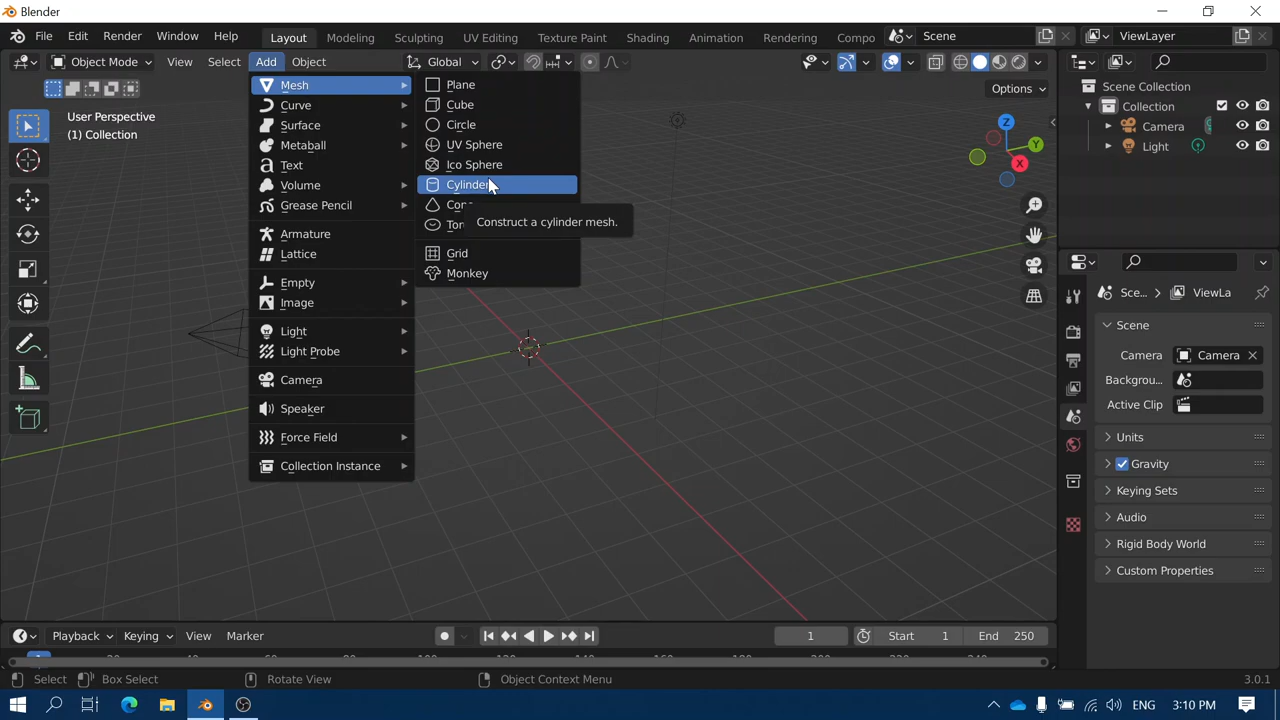 Blender
File Edit Render Window Help Layout Modeling Sculpting UV Editing Texture Paint Shading Animation Rendering Compo Scene ViewLayer
Object Mode View Select Add Object Global
Options
User Perspective
(1) Collection
Mesh
Curve
Surface
Metaball
Text
Volume
Grease Pencil
Armature
Lattice
Empty
Image
Light
Light Probe
Camera
Speaker
Force Field
Collection Instance
Plane
Cube
Circle
UV Sphere
Ico Sphere
Cylinder
Con
Tor
Construct a cylinder mesh.
Grid
Monkey
Z
Y
X
Scene Collection
Collection
Camera
Light
Sce... > ViewLa
Scene
Camera Camera
Backgrou...
Active Clip
Units
Gravity
Keying Sets
Audio
Rigid Body World
Custom Properties
Playback Keying View Marker 1 Start 1 End 250
Select Box Select Rotate View Object Context Menu 3.0.1
ENG 3:10 PM